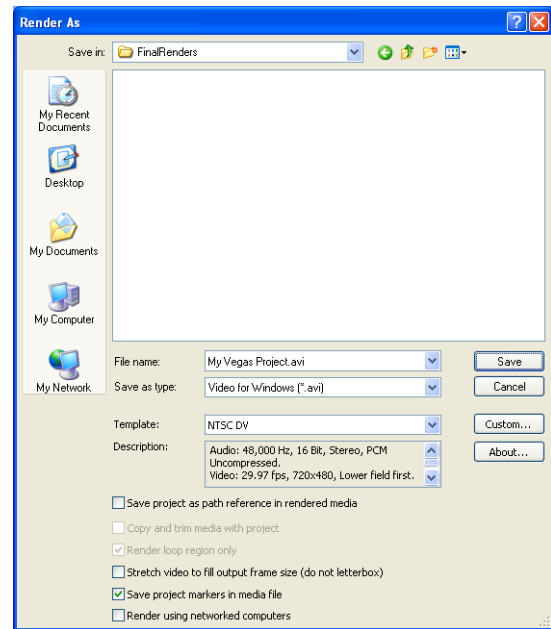 Render As
Save in: FinalRenders
My Recent
Documents
Desktop
My Documents
My Computer
My Network
File name: My Vegas Project.avi Save
Save as type: Video for Windows (*.avi) Cancel
Template: NTSC DV Custom...
Description: Audio: 48,000 Hz, 16 Bit, Stereo, PCM About...
Uncompressed.
Video: 29.97 fps, 720x480, Lower field first.
Save project as path reference in rendered media
Copy and trim media with project
Render loop region only
Stretch video to fill output frame size (do not letterbox)
Save project markers in media file
Render using networked computers